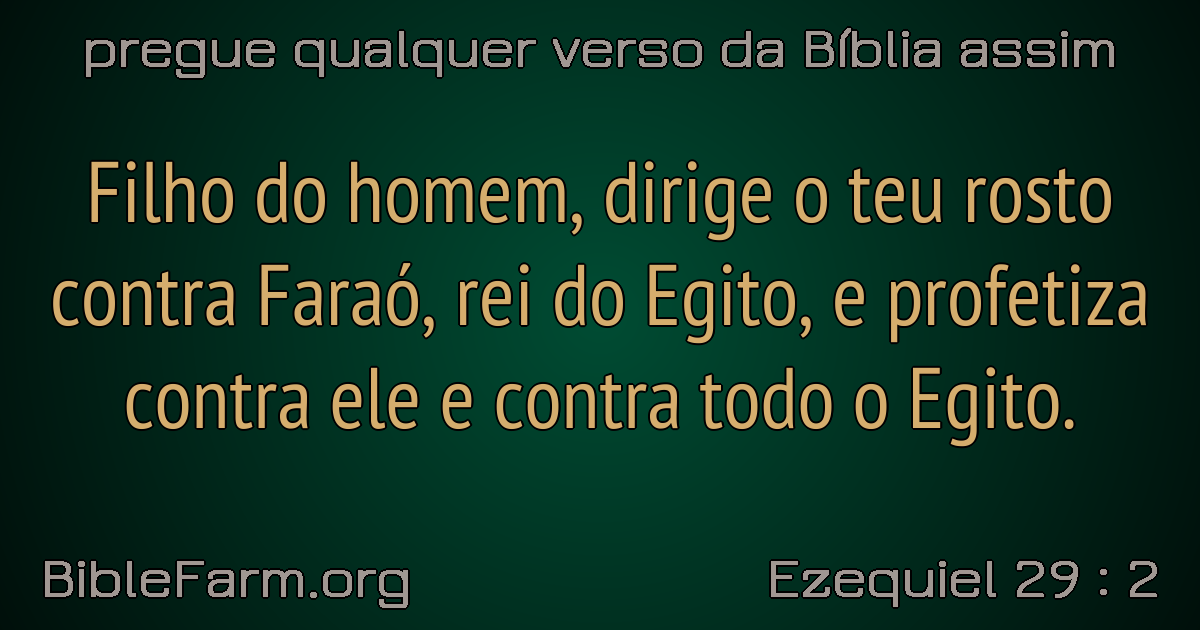 pregue qualquer verso da Bíblia assim
Filho do homem, dirige o teu rosto
contra Faraó, rei do Egito, e profetiza
contra ele e contra todo o Egito.
BibleFarm.org
Ezequiel 29 : 2